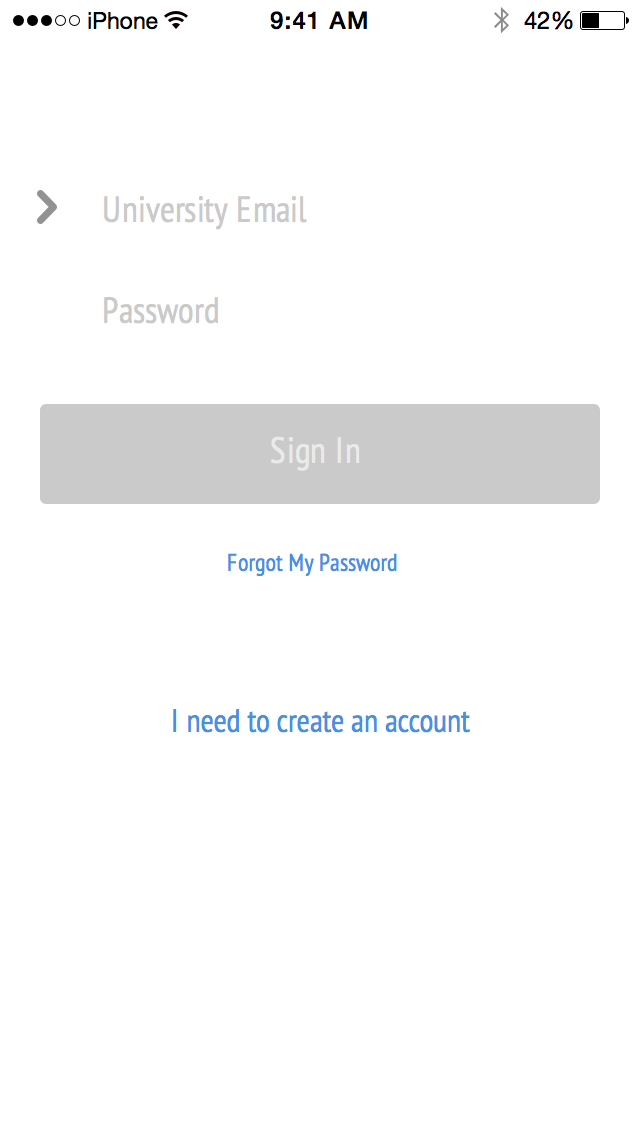 iPhone 9:41 AM 42%
University Email
Password
Sign In
Forgot My Password
I need to create an account